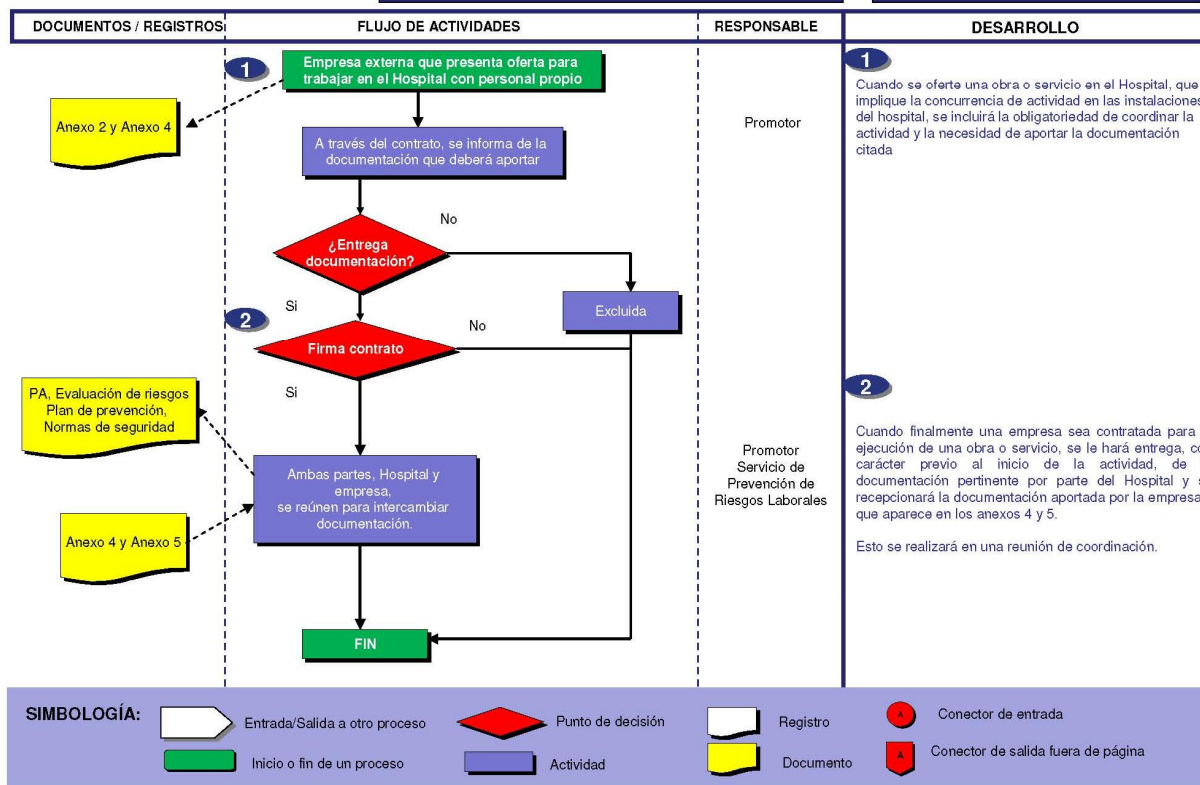 DOCUMENTOS / REGISTROS
FLUJO DE ACTIVIDADES
RESPONSABLE
DESARROLLO
1
Empresa externa que presenta oferta para
trabajar en el Hospital con personal propio
Anexo 2 y Anexo 4
A través del contrato, se informa de la
documentación que deberá aportar
Promotor
1
Cuando se oferte una obra o servicio en el Hospital, que
implique la concurrencia de actividad en las instalaciones
del hospital, se incluirá la obligatoriedad de coordinar la
actividad y la necesidad de aportar la documentación
citada
¿Entrega
documentación?
No
Si
Excluida
2
Firma contrato
No
Si
PA, Evaluación de riesgos
Plan de prevención,
Normas de seguridad
Ambas partes, Hospital y
empresa,
se reúnen para intercambiar
documentación.
Anexo 4 y Anexo 5
Promotor
Servicio de
Prevención de
Riesgos Laborales
2
Cuando finalmente una empresa sea contratada para
ejecución de una obra o servicio, se le hará entrega, co
carácter previo al inicio de la actividad, de
documentación pertinente por parte del Hospital y s
recepcionará la documentación aportada por la empresa
que aparece en los anexos 4 y 5.
Esto se realizará en una reunión de coordinación.
FIN
SIMBOLOGÍA:
Entrada/Salida a otro proceso
Punto de decisión
Registro
A
Conector de entrada
Inicio o fin de un proceso
Actividad
Documento
A
Conector de salida fuera de página